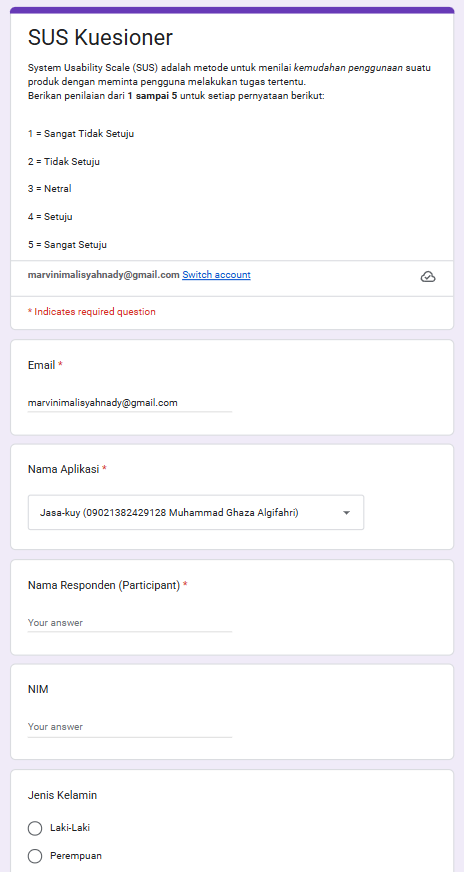 SUS Kuesioner
System Usability Scale (SUS) adalah metode untuk menilai kemudahan penggunaan suatu
produk dengan meminta pengguna melakukan tugas tertentu.
Berikan penilaian dari 1 sampai 5 untuk setiap pernyataan berikut:
1 = Sangat Tidak Setuju
2 = Tidak Setuju
3 = Netral
4 = Setuju
5 = Sangat Setuju
marvinimalisyahnady@gmail.com Switch account
* Indicates required question
Email *
marvinimalisyahnady@gmail.com
Nama Aplikasi *
Jasa-kuy (09021382429128 Muhammad Ghaza Algifahri)
Nama Responden (Participant) *
Your answer
NIM
Your answer
Jenis Kelamin
Laki-Laki
Perempuan